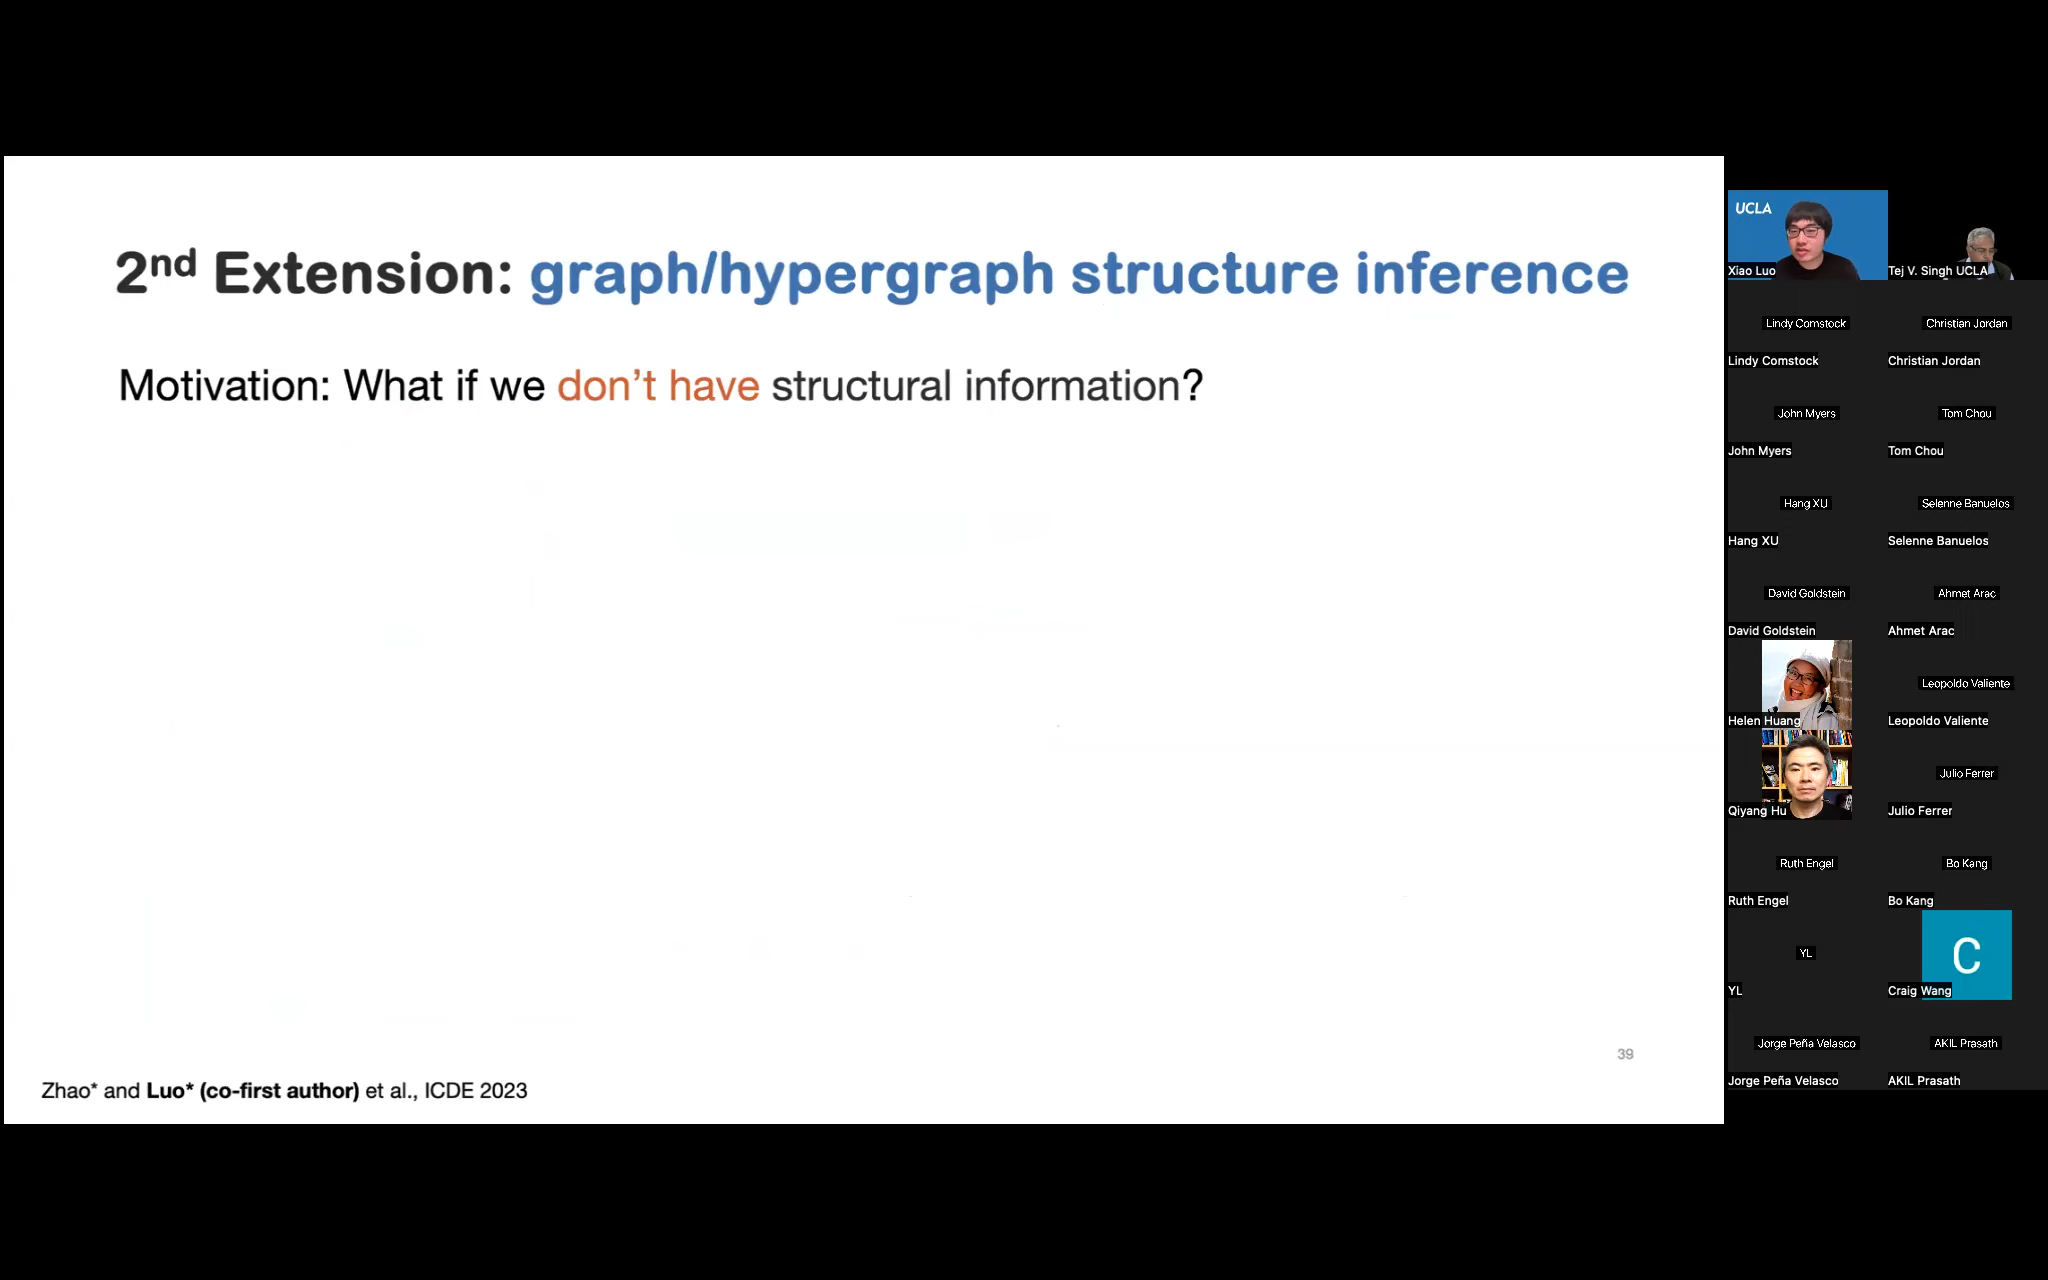 2nd Extension: graph/hypergraph structure inference
Motivation: What if we don't have structural information?
39
Zhao* and Luo* (co-first author) et al., ICDE 2023
UCLA
Xiao Luo
Tej V. Singh UCLA
Lindy Comstock
Christian Jordan
Lindy Comstock
Christian Jordan
John Myers
Tom Chou
John Myers
Tom Chou
Hang XU
Selenne Banuelos
Hang XU
Selenne Banuelos
David Goldstein
Ahmet Arac
David Goldstein
Ahmet Arac
Leopoldo Valiente
Helen Huang
Leopoldo Valiente
Julio Ferrer
Qiyang Hu
Julio Ferrer
Ruth Engel
Bo Kang
Ruth Engel
Bo Kang
YL
C
YL
Craig Wang
Jorge Peña Velasco
AKIL Prasath
Jorge Peña Velasco
AKIL Prasath